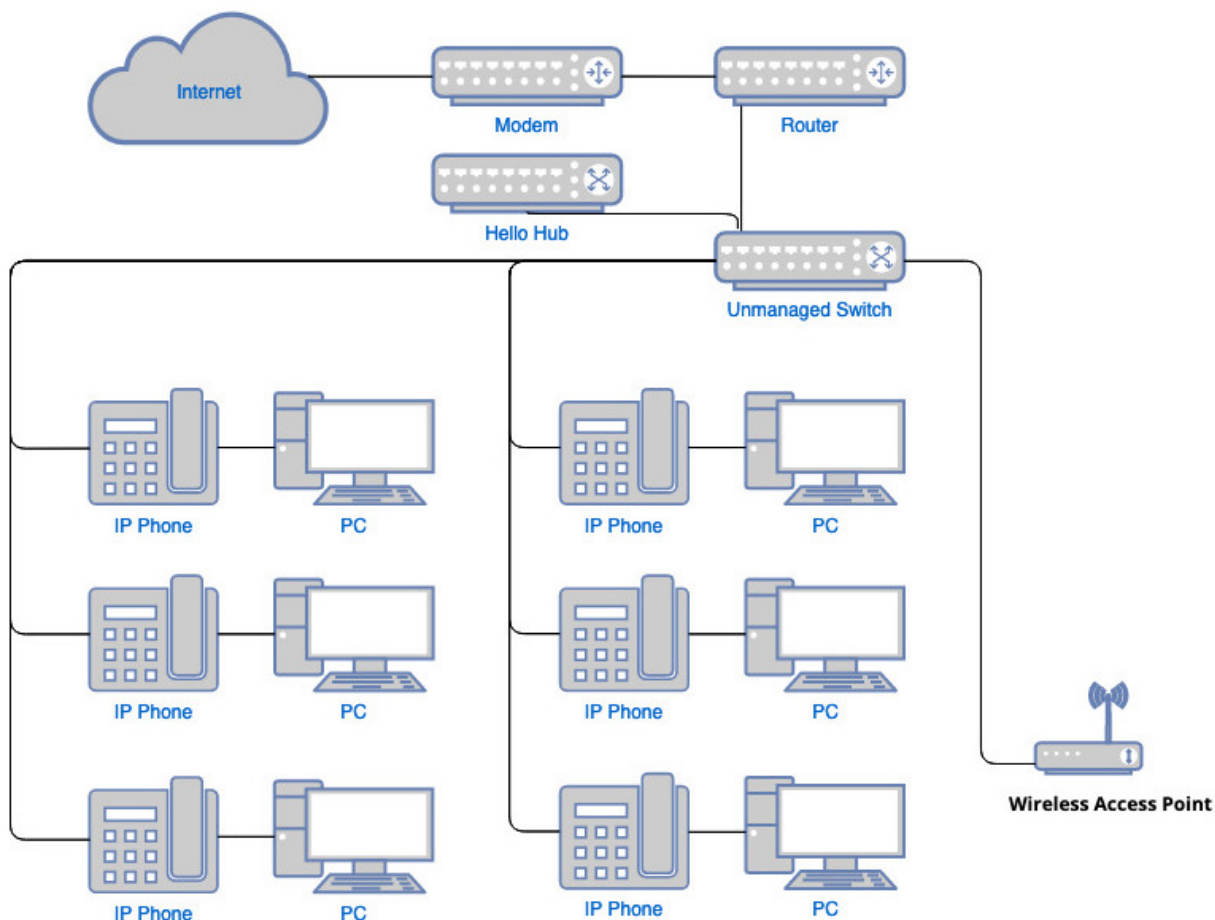 Internet
Modem
Router
Hello Hub
Unmanaged Switch
IP Phone
PC
IP Phone
PC
IP Phone
PC
IP Phone
PC
Wireless Access Point
IP Phone
PC
IP Phone
PC